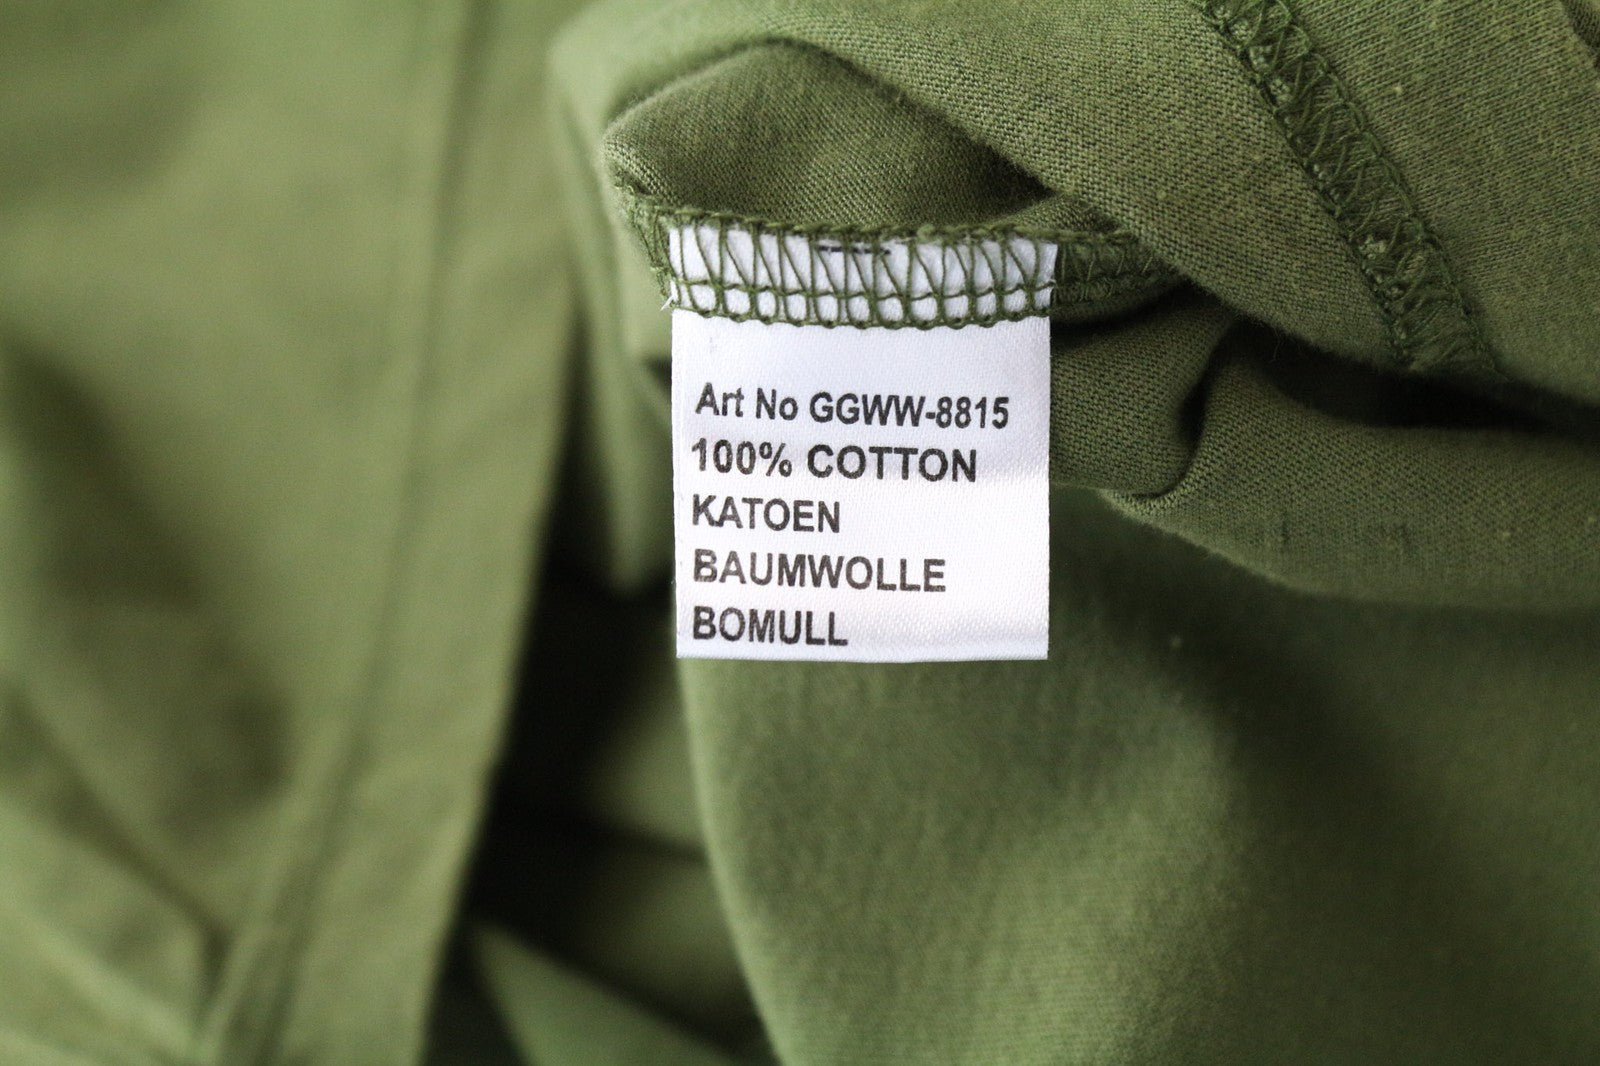 Art No GGWW-8815
100% COTTON
KATOEN
BAUMWOLLE
BOMULL